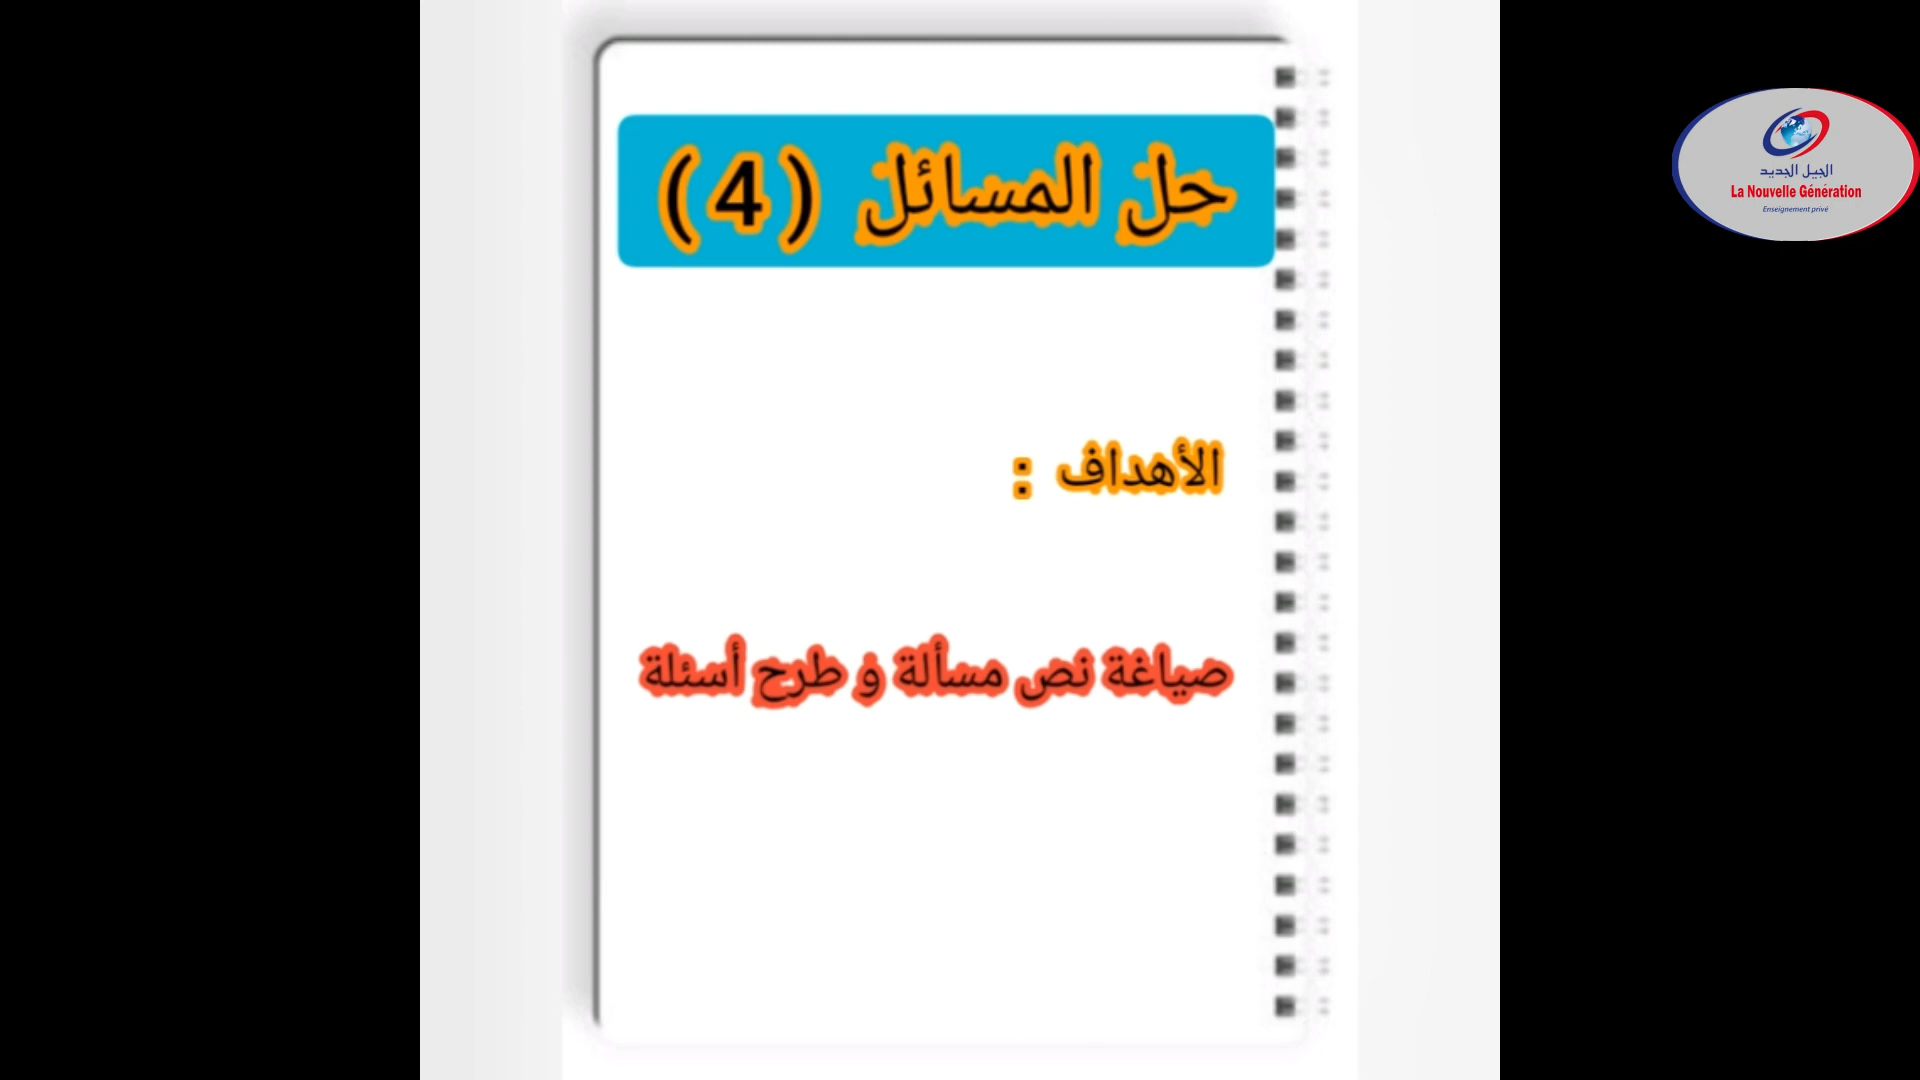 حل المسائل (4)
الأهداف :
صياغة نص مسألة و طرح أسئلة
الجيل الجديد
La Nouvelle Génération
Enseignement privé